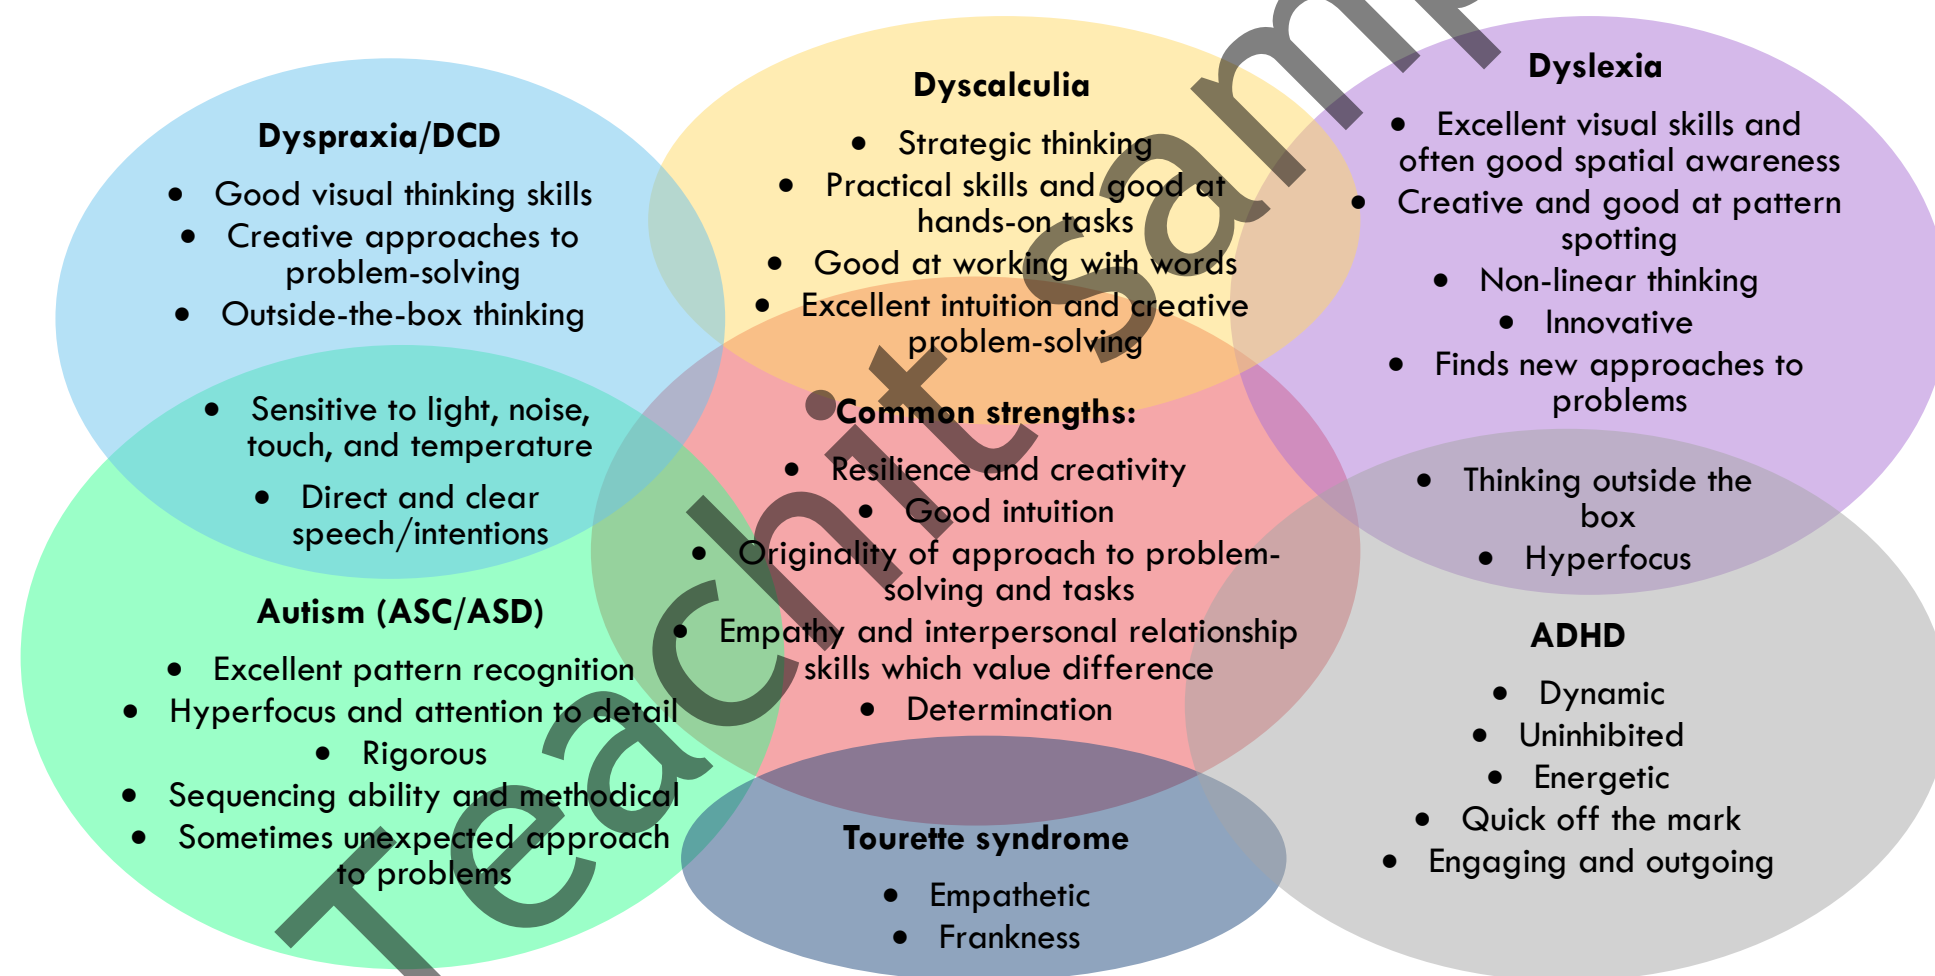 Dyspraxia/DCD
• Good visual thinking skills
• Creative approaches to
problem-solving
• Outside-the-box thinking
• Sensitive to light, noise,
touch, and temperature
• Direct and clear
speech/intentions
Autism (ASC/ASD)
• Excellent pattern recognition
• Hyperfocus and attention to detail
• Rigorous
• Sequencing ability and methodical
• Sometimes unexpected approach
to problems
Dyscalculia
• Strategic thinking
• Practical skills and good at
hands-on tasks
• Good at working with words
• Excellent intuition and creative
problem-solving
Common strengths:
• Resilience and creativity
• Good intuition
• Originality of approach to problem-
solving and tasks
• Empathy and interpersonal relationship
skills which value difference
• Determination
Tourette syndrome
• Empathetic
• Frankness
Dyslexia
• Excellent visual skills and
often good spatial awareness
• Creative and good at pattern
spotting
• Non-linear thinking
• Innovative
• Finds new approaches to
problems
• Thinking outside the
box
• Hyperfocus
ADHD
• Dynamic
• Uninhibited
• Energetic
• Quick off the mark
• Engaging and outgoing
Teachit samp